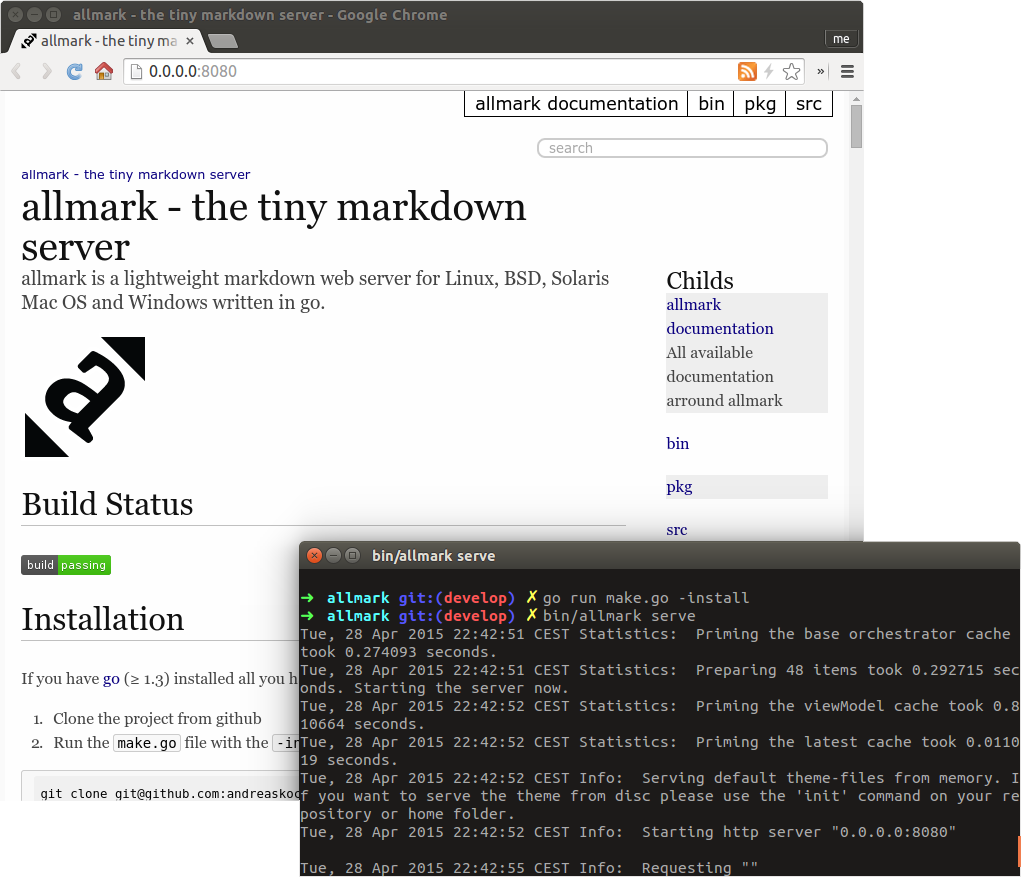 allmark - the tiny markdown server - Google Chrome
allmark - the tiny ma
me
0.0.0.0:8080
»
allmark documentation bin pkg src
search
allmark - the tiny markdown server
allmark - the tiny markdown
server
allmark is a lightweight markdown web server for Linux, BSD, Solaris
Mac OS and Windows written in go.
a
Build Status
build passing
Installation
If you have go (≥ 1.3) installed all you h
1. Clone the project from github
2. Run the make.go file with the -in
git clone git@github.com:andreasko
Childs
allmark
documentation
All available
documentation
arround allmark
bin
pkg
src
bin/allmark serve
➜ allmark git:(develop) ✗ go run make.go -install
➜ allmark git:(develop) ✗ bin/allmark serve
Tue, 28 Apr 2015 22:42:51 CEST Statistics:  Priming the base orchestrator cache
took 0.274093 seconds.
Tue, 28 Apr 2015 22:42:51 CEST Statistics:  Preparing 48 items took 0.292715 sec
onds. Starting the server now.
Tue, 28 Apr 2015 22:42:52 CEST Statistics:  Priming the viewModel cache took 0.8
10664 seconds.
Tue, 28 Apr 2015 22:42:52 CEST Statistics:  Priming the latest cache took 0.0110
19 seconds.
Tue, 28 Apr 2015 22:42:52 CEST Info:  Serving default theme-files from memory. I
f you want to serve the theme from disc please use the 'init' command on your re
pository or home folder.
Tue, 28 Apr 2015 22:42:52 CEST Info:  Starting http server "0.0.0.0:8080"
Tue, 28 Apr 2015 22:42:55 CEST Info:  Requesting ""